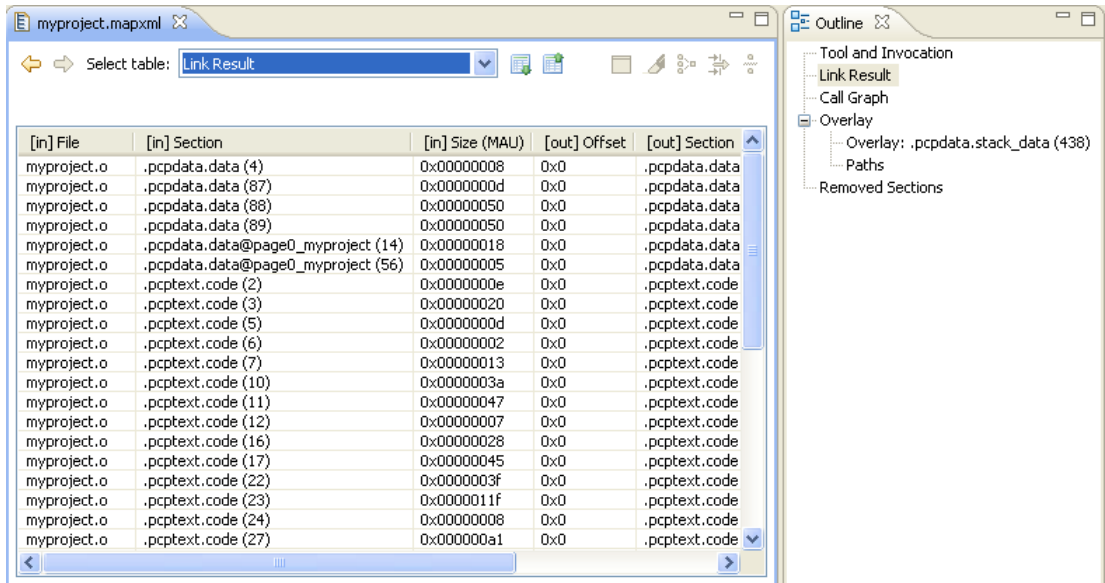 myproject.mapxml
Select table: Link Result
[in] File [in] Section [in] Size (MAU) [out] Offset [out] Section
myproject.o .pcpdata.data (4) 0x00000008 0x0 .pcpdata.data
myproject.o .pcpdata.data (87) 0x0000000d 0x0 .pcpdata.data
myproject.o .pcpdata.data (88) 0x00000050 0x0 .pcpdata.data
myproject.o .pcpdata.data (89) 0x00000050 0x0 .pcpdata.data
myproject.o .pcpdata.data@page0_myproject (14) 0x00000018 0x0 .pcpdata.data
myproject.o .pcpdata.data@page0_myproject (56) 0x00000005 0x0 .pcpdata.data
myproject.o .pcptext.code (2) 0x0000000e 0x0 .pcptext.code
myproject.o .pcptext.code (3) 0x00000020 0x0 .pcptext.code
myproject.o .pcptext.code (5) 0x0000000d 0x0 .pcptext.code
myproject.o .pcptext.code (6) 0x00000002 0x0 .pcptext.code
myproject.o .pcptext.code (7) 0x00000013 0x0 .pcptext.code
myproject.o .pcptext.code (10) 0x0000003a 0x0 .pcptext.code
myproject.o .pcptext.code (11) 0x00000047 0x0 .pcptext.code
myproject.o .pcptext.code (12) 0x00000007 0x0 .pcptext.code
myproject.o .pcptext.code (16) 0x00000028 0x0 .pcptext.code
myproject.o .pcptext.code (17) 0x00000045 0x0 .pcptext.code
myproject.o .pcptext.code (22) 0x0000003f 0x0 .pcptext.code
myproject.o .pcptext.code (23) 0x0000011f 0x0 .pcptext.code
myproject.o .pcptext.code (24) 0x00000008 0x0 .pcptext.code
myproject.o .pcptext.code (27) 0x000000a1 0x0 .pcptext.code
Outline
Tool and Invocation
Link Result
Call Graph
Overlay
Overlay: .pcpdata.stack_data (438)
Paths
Removed Sections